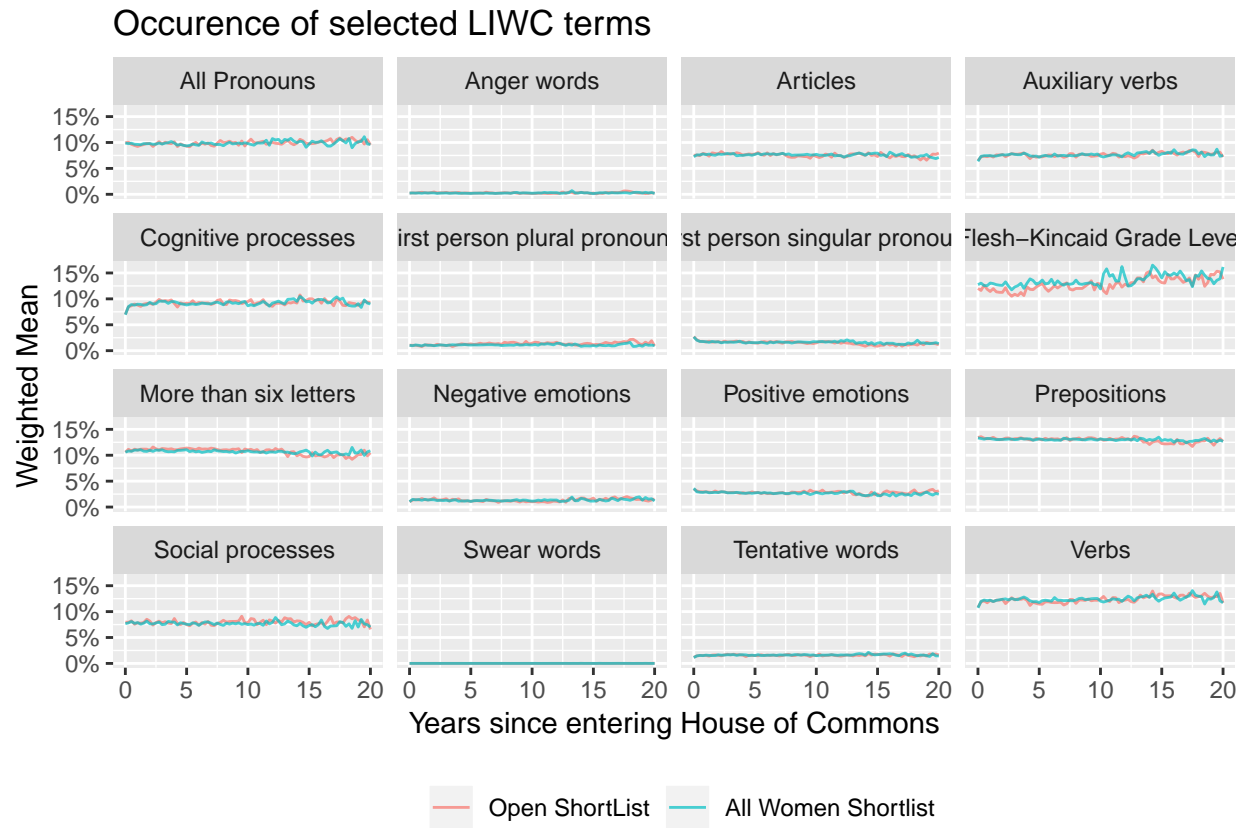 Occurence of selected LIWC terms
All Pronouns Anger words Articles Auxiliary verbs
15%
10%
5%
0%
Cognitive processes irst person plural pronoun rst person singular pronou Flesch−Kincaid Grade Leve
15%
10%
5%
0%
More than six letters Negative emotions Positive emotions Prepositions
15%
10%
5%
0%
Social processes Swear words Tentative words Verbs
15%
10%
5%
0%
0 5 10 15 20 0 5 10 15 20 0 5 10 15 20 0 5 10 15 20
Weighted Mean
Years since entering House of Commons
Open ShortList All Women Shortlist